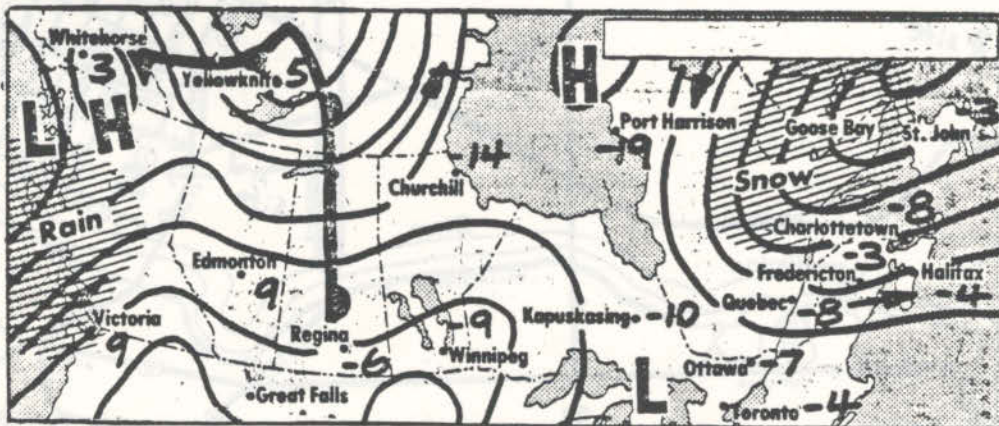 Whitehorse
3
Yellowknife 5
L
H
H
Port Harrison
-19
Goose Bay
St. John
-3
-14
Churchill
Snow
-8
Charlottetown
-3
Rain
Edmonton
9
Fredericton
Halifax
-4
Quebec
-8
Victoria
9
Regina
-6
-9
Winnipeg
Kapuskasing -10
Great Falls
L
Ottawa -7
Toronto -4